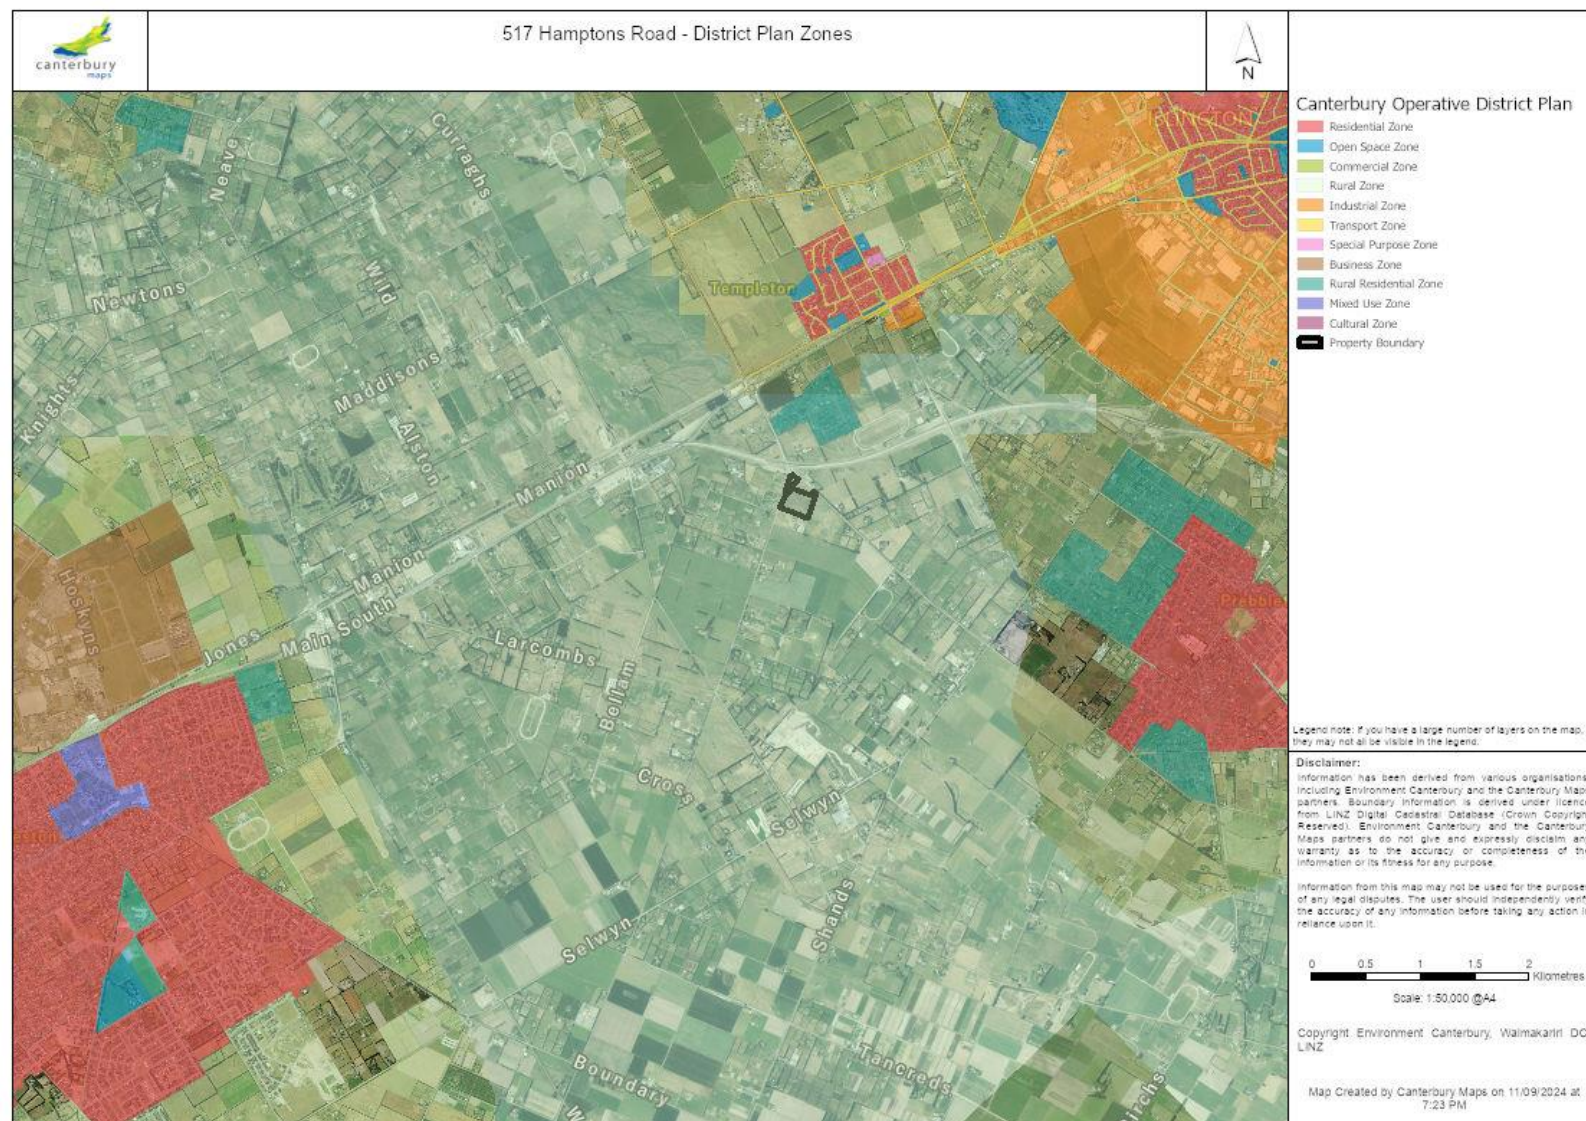 canterbury
maps
517 Hamptons Road - District Plan Zones
N
Neave
Curraghs
Newtons
Wild
Knights
Maddisons
Alston
Templeton
Manion
Hoskyns
Manion
Jones
Main South
Larcombs
Bellam
Cross
Selwyn
Selwyn
Shands
Boundary
Tancreds
Canterbury Operative District Plan
Residential Zone
Open Space Zone
Commercial Zone
Rural Zone
Industrial Zone
Transport Zone
Special Purpose Zone
Business Zone
Rural Residential Zone
Mixed Use Zone
Cultural Zone
Property Boundary
Legend note: If you have a large number of layers on the map,
they may not all be visible in the legend.
Disclaimer:
Information has been derived from various organisations
including Environment Canterbury and the Canterbury Map
partners. Boundary information is derived under licenc
from LINZ Digital Cadastral Database (Crown Copyrigh
Reserved). Environment Canterbury and the Canterbur
Maps partners do not give and expressly disclaim an
warranty as to the accuracy or completeness of th
information or its fitness for any purpose.
Information from this map may not be used for the purpose
of any legal disputes. The user should independently verif
the accuracy of any information before taking any action i
reliance upon it.
0 0.5 1 1.5 2
Kilometres
Scale: 1:50,000 @A4
Copyright Environment Canterbury, Waimakariri DC
LINZ
Map Created by Canterbury Maps on 11/09/2024 at
7:23 PM